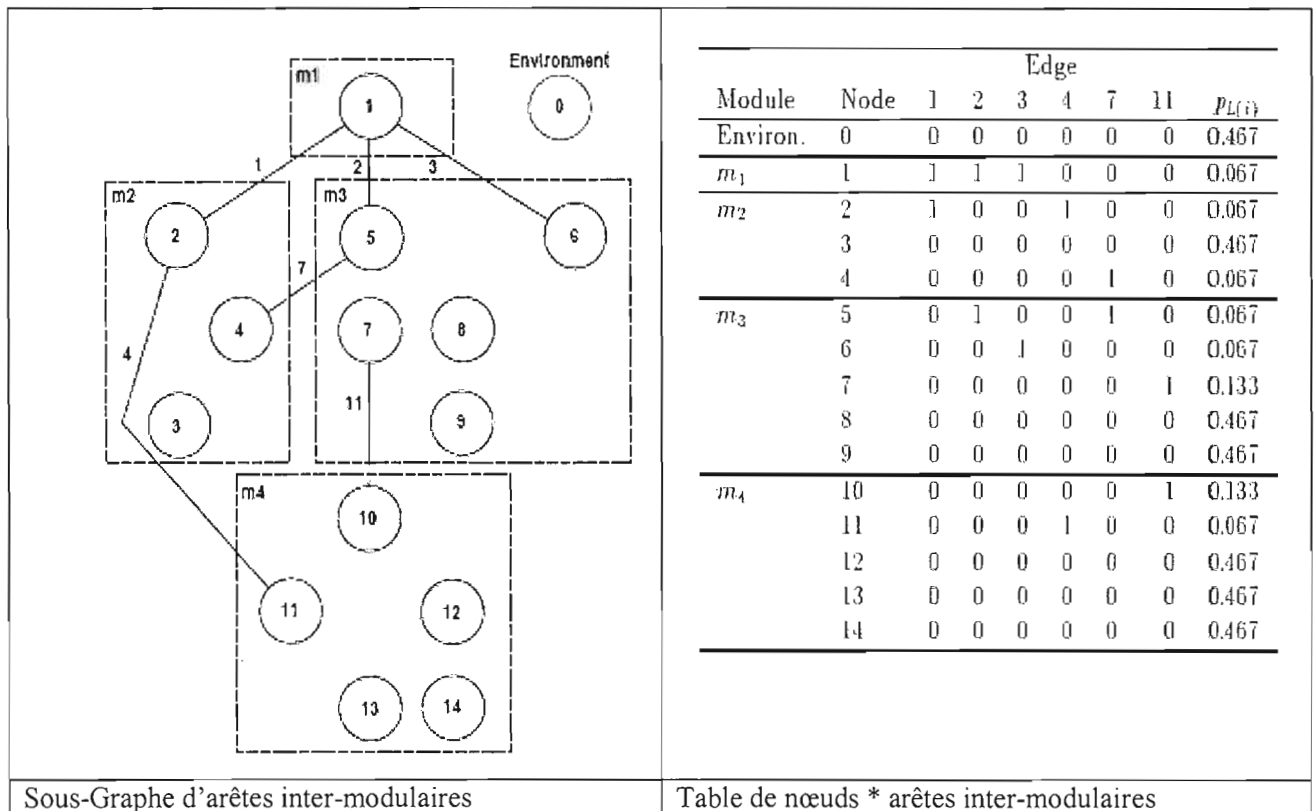 Environment
m1
1
0
1
2
3
m2
m3
2
5
6
7
4
7
8
4
11
3
9
m4
10
11
12
13
14
Edge
Module Node 1 2 3 4 7 11 pL(i)
Environ. 0 0 0 0 0 0 0 0.467
m1 1 1 1 1 0 0 0 0.067
m2 2 1 0 0 1 0 0 0.067
3 0 0 0 0 0 0 0.467
4 0 0 0 0 1 0 0.067
m3 5 0 1 0 0 1 0 0.067
6 0 0 1 0 0 0 0.067
7 0 0 0 0 0 1 0.133
8 0 0 0 0 0 0 0.467
9 0 0 0 0 0 0 0.467
m4 10 0 0 0 0 0 1 0.133
11 0 0 0 1 0 0 0.067
12 0 0 0 0 0 0 0.467
13 0 0 0 0 0 0 0.467
14 0 0 0 0 0 0 0.467
Sous-Graphe d'arêtes inter-modulaires
Table de nœuds * arêtes inter-modulaires